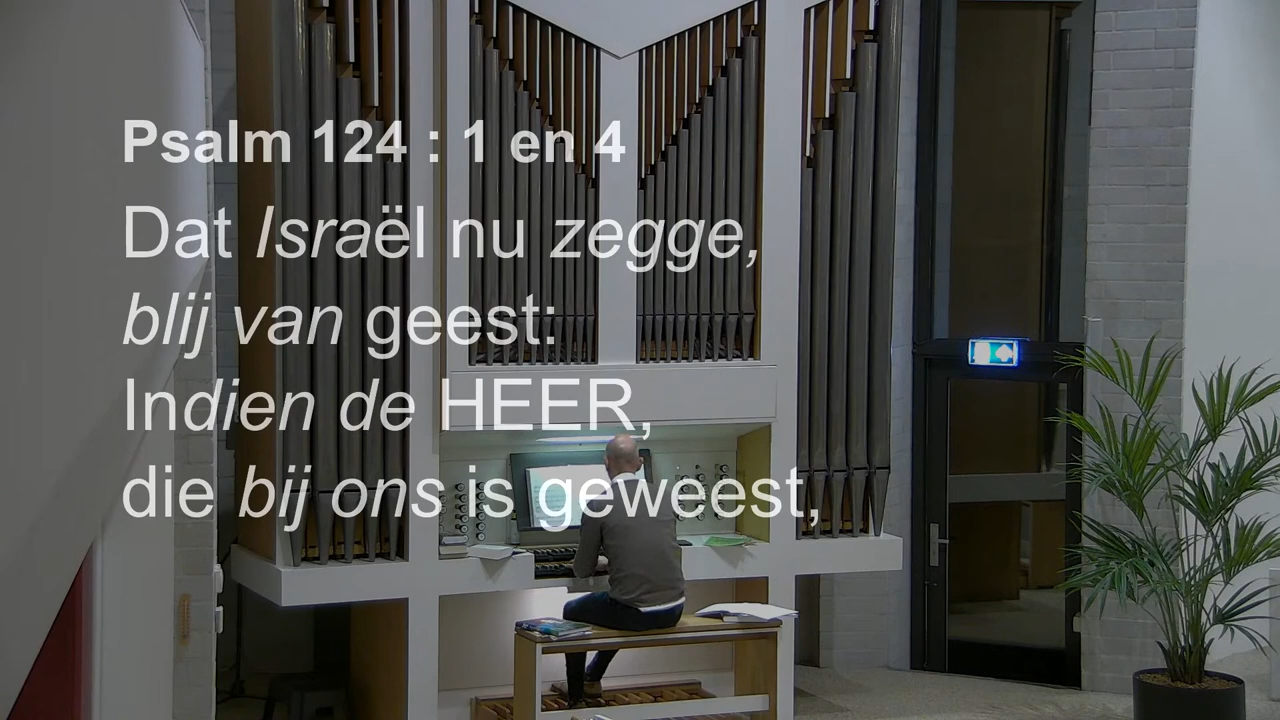 Psalm 124 : 1 en 4
Dat Israël nu zegge,
blij van geest:
Indien de HEER,
die bij ons is geweest,